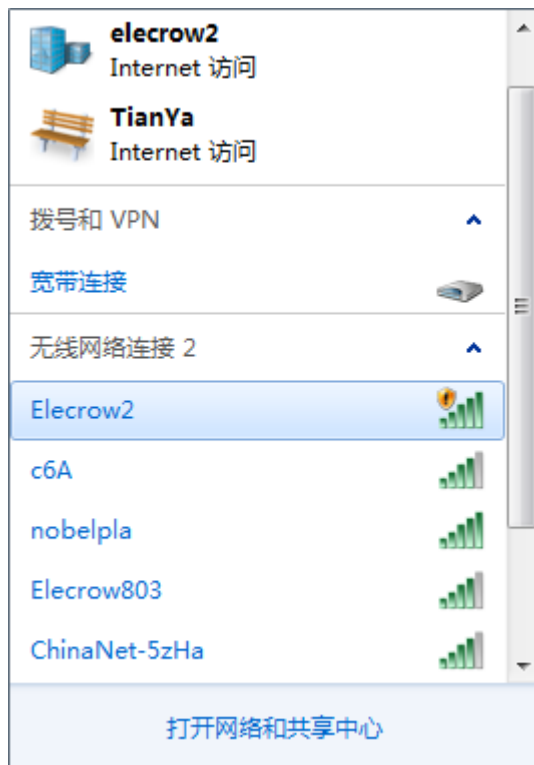 elecrow2
Internet 访问
TianYa
Internet 访问
拨号和 VPN
宽带连接
无线网络连接 2
Elecrow2
c6A
nobelpla
Elecrow803
ChinaNet-5zHa
打开网络和共享中心